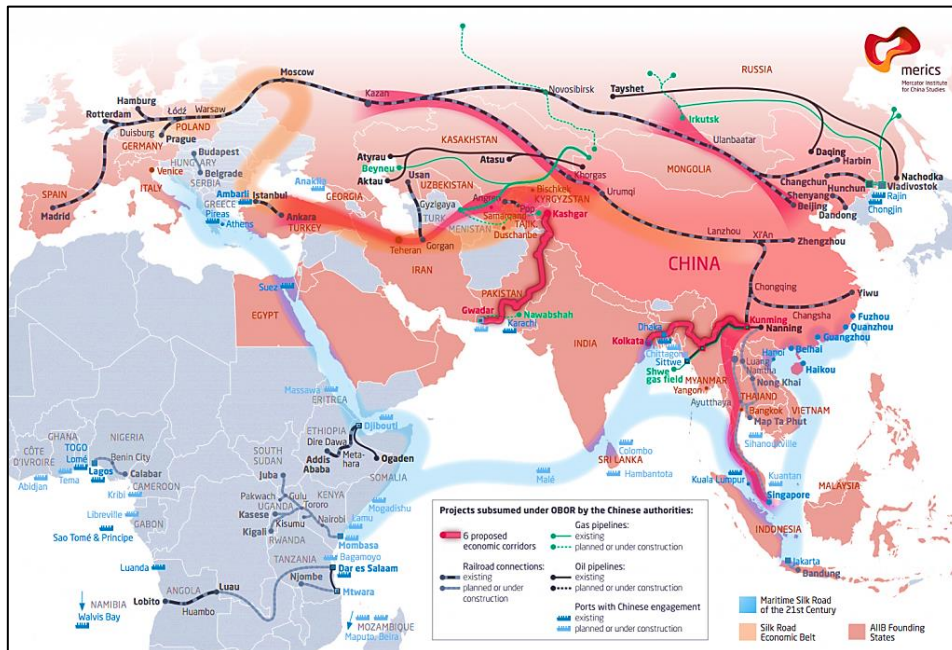 merics
Mercator Institute
for China Studies
RUSSIA
Moscow
Kazan
Novosibirsk
Tayshet
Irkutsk
Hamburg
Rotterdam
Łódź
Warsaw
Duisburg
POLAND
GERMANY
Prague
Budapest
HUNGARY
Belgrade
SERBIA
Venice
ITALY
SPAIN
Madrid
KASAKHSTAN
Atyrau
Beyneu
Aktau
Atasu
Usan
UZBEKISTAN
Khorgas
Urumqi
Ulanbaatar
MONGOLIA
Daqing
Harbin
Changchun
Hunchun
Shenyang
Beijing
Dandong
Nachodka
Vladivostok
Rajin
Chongjin
Anaklia
GEORGIA
Ambarli
Istanbul
GREECE
Pireas
Athens
Ankara
TURKEY
Gyzigaya
TURK
MENISTAN
Angren
Pop
Samarqand
TAJIK.
Duschanbe
Bischkek
KYRGYZSTAN
Kashgar
Teheran
Gorgan
IRAN
Lanzhou
Xi'An
Zhengzhou
CHINA
Suez
EGYPT
PAKISTAN
Gwadar
Nawabshah
Karachi
INDIA
Chongqing
Yiwu
Changsha
Fuzhou
Quanzhou
Guangzhou
Kunming
Nanning
Dhaka
Kolkata
Chittagon
Sittwe
Shwe
gas field
MYANMAR
Yangon
Hanoi
Beihai
Haikou
Luang
Namtha
Nong Khai
THAILAND
Ayutthaya
Bangkok
VIETNAM
Map Ta Phut
Sihanoukville
Massawa
ERITREA
Djibouti
ETHIOPIA
Dire Dawa
Meta-
hara
Addis
Ababa
Ogaden
SOMALIA
SRI LANKA
Colombo
Hambantota
Malé
Kuala Lumpur
Kuantan
Singapore
MALAYSIA
INDONESIA
Jakarta
Bandung
CÔTE
D'IVOIRE
GHANA
TOGO
Lomé
NIGERIA
Benin City
Lagos
Calabar
Abidjan
Tema
CAMEROON
Kribi
Libreville
GABON
Sao Tomé & Principe
SOUTH
SUDAN
Juba
Pakwach
Gulu
UGANDA
Tororo
KENYA
Kasese
Kisumu
Nairobi
Kigali
RWANDA
Lamu
Mogadishu
Mombasa
Bagamoyo
TANZANIA
Dar es Salaam
Njombe
Mtwara
Luanda
ANGOLA
Luau
Lobito
Huambo
NAMIBIA
Walvis Bay
MOZAMBIQUE
Maputo, Beira
Projects subsumed under OBOR by the Chinese authorities:
6 proposed
economic corridors
Railroad connections:
existing
planned or under
construction
Gas pipelines:
existing
planned or under construction
Oil pipelines:
existing
planned or under construction
Ports with Chinese engagement
existing
planned or under construction
Maritime Silk Road
of the 21st Century
Silk Road
Economic Belt
AIIB Founding
States